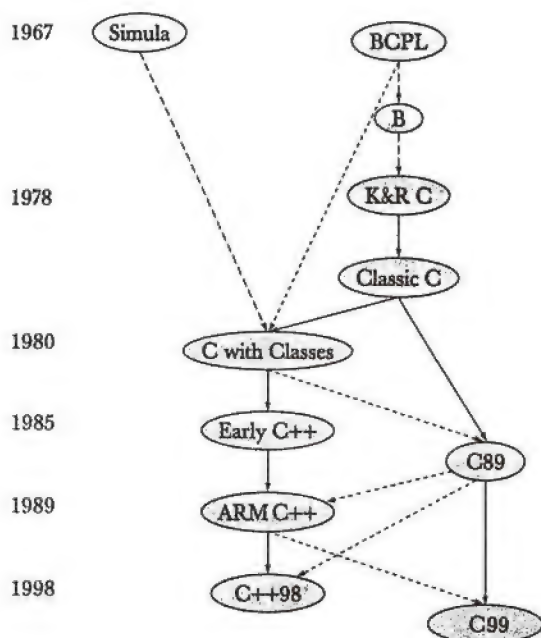 1967 Simula BCPL
B
1978 K&R C
Classic C
1980 C with Classes
1985 Early C++
C89
1989 ARM C++
1998 C++98
C99